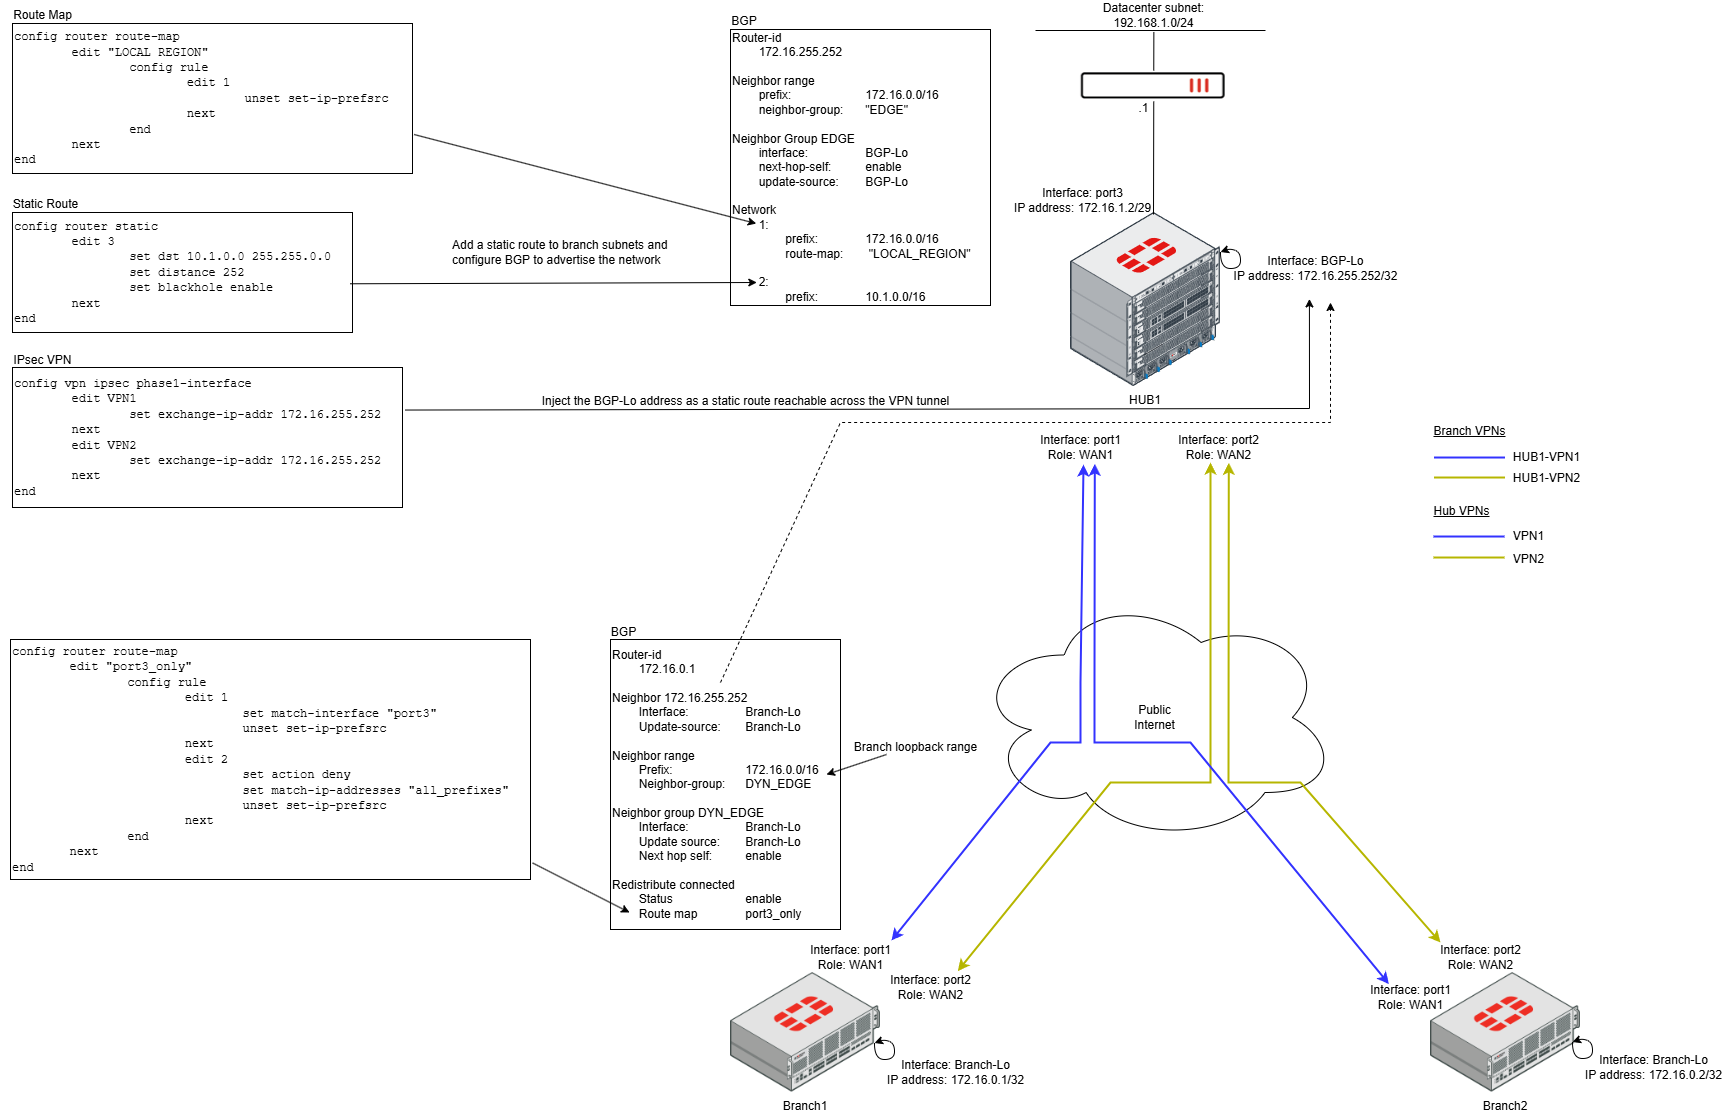 Route Map
config router route-map
edit "LOCAL REGION"
config rule
edit 1
unset set-ip-prefsrc
next
end
next
end
Static Route
config router static
edit 3
set dst 10.1.0.0 255.255.0.0
set distance 252
set blackhole enable
next
end
IPsec VPN
config vpn ipsec phase1-interface
edit VPN1
set exchange-ip-addr 172.16.255.252
next
edit VPN2
set exchange-ip-addr 172.16.255.252
next
end
Add a static route to branch subnets and
configure BGP to advertise the network
Inject the BGP-Lo address as a static route reachable across the VPN tunnel
BGP
Router-id
172.16.255.252
Neighbor range
prefix: 172.16.0.0/16
neighbor-group: "EDGE"
Neighbor Group EDGE
interface: BGP-Lo
next-hop-self: enable
update-source: BGP-Lo
Network
1:
prefix: 172.16.0.0/16
route-map: "LOCAL_REGION"
2:
prefix: 10.1.0.0/16
Datacenter subnet:
192.168.1.0/24
.1
Interface: port3
IP address: 172.16.1.2/29
Interface: BGP-Lo
IP address: 172.16.255.252/32
HUB1
Interface: port1
Role: WAN1
Interface: port2
Role: WAN2
Branch VPNs
HUB1-VPN1
HUB1-VPN2
Hub VPNs
VPN1
VPN2
config router route-map
edit "port3_only"
config rule
edit 1
set match-interface "port3"
unset set-ip-prefsrc
next
edit 2
set action deny
set match-ip-addresses "all_prefixes"
unset set-ip-prefsrc
next
end
next
end
BGP
Router-id
172.16.0.1
Neighbor 172.16.255.252
Interface: Branch-Lo
Update-source: Branch-Lo
Neighbor range
Prefix: 172.16.0.0/16
Neighbor-group: DYN_EDGE
Neighbor group DYN_EDGE
Interface: Branch-Lo
Update source: Branch-Lo
Next hop self: enable
Redistribute connected
Status enable
Route map port3_only
Branch loopback range
Public
Internet
Interface: port1
Role: WAN1
Interface: port2
Role: WAN2
Interface: Branch-Lo
IP address: 172.16.0.1/32
Branch1
Interface: port2
Role: WAN2
Interface: port1
Role: WAN1
Interface: Branch-Lo
IP address: 172.16.0.2/32
Branch2